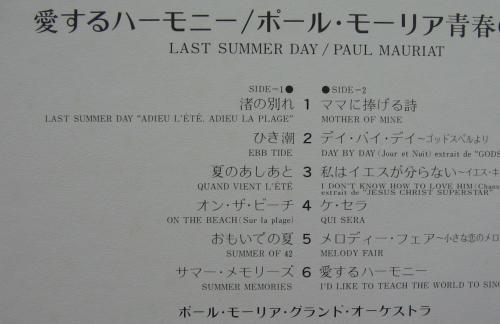 愛するハーモニー/ポール・モーリア青春
LAST SUMMER DAY / PAUL MAURIAT
SIDE-1● ●SIDE-2
渚の別れ 1 ママに捧げる詩
LAST SUMMER DAY "ADIEU L'ÉTÉ, ADIEU LA PLAGE" MOTHER OF MINE
ひき潮 2 デイ・バイ・デイ~ゴッドスペルより
EBB TIDE DAY BY DAY (Jour et Nuit) extrait de "GODS
夏のあしあと 3 私はイエスが分らない~イエス・キ
QUAND VIENT L'ÉTÉ I DON'T KNOW HOW TO LOVE HIM (Chans
extrait de "JESUS CHRIST SUPERSTAR"
オン・ザ・ビーチ 4 ケ・セラ
ON THE BEACH (Sur la plage) QUI SERA
おもいでの夏 5 メロディー・フェア~小さな恋のメロ
SUMMER OF 42 MELODY FAIR
サマー・メモリーズ 6 愛するハーモニー
SUMMER MEMORIES I'D LIKE TO TEACH THE WORLD TO SIN
ポール・モーリア・グランド・オーケストラ